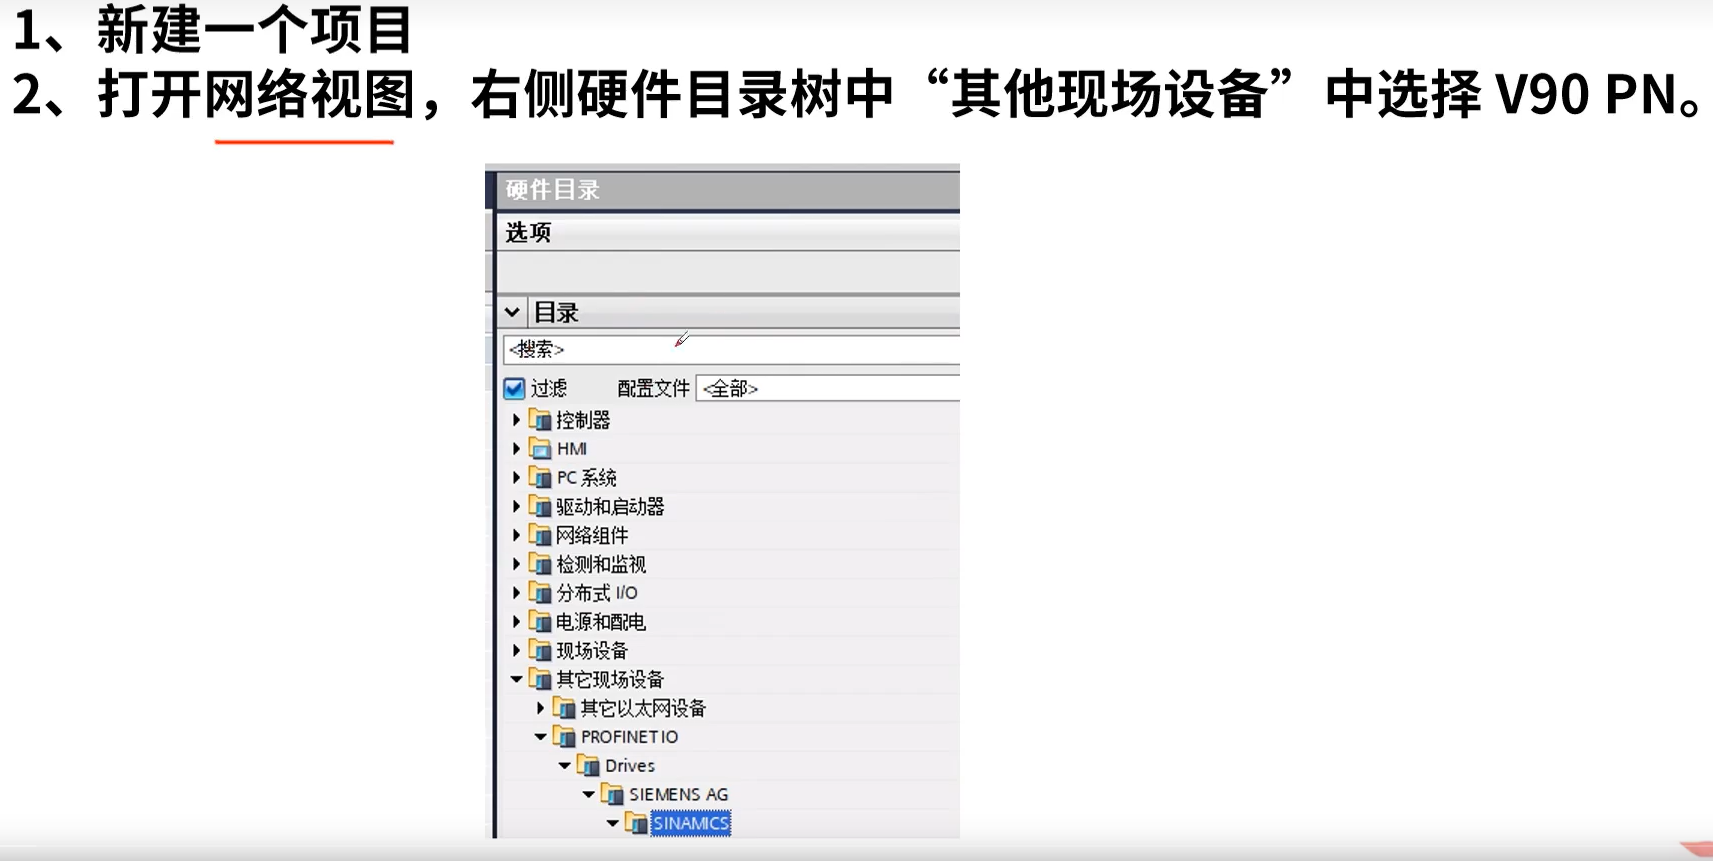 1、新建一个项目
2、打开网络视图，右侧硬件目录树中“其他现场设备”中选择 V90 PN。
硬件目录
选项
目录
<搜索>
过滤 配置文件 <全部>
控制器
HMI
PC 系统
驱动和启动器
网络组件
检测和监视
分布式 I/O
电源和配电
现场设备
其它现场设备
其它以太网设备
PROFINET IO
Drives
SIEMENS AG
SINAMICS